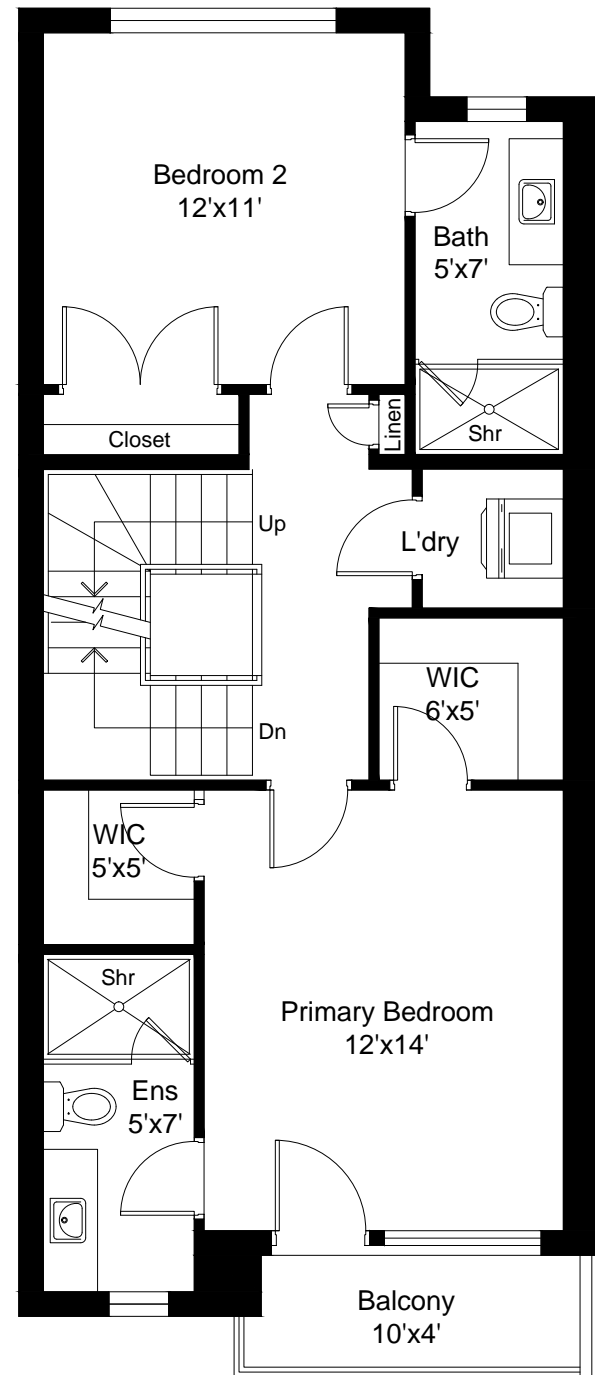 Bedroom 2
12'x11'
Bath
5'x7'
Closet
Linen
Shr
Up
L'dry
WIC
6'x5'
Dn
WIC
5'x5'
Shr
Primary Bedroom
12'x14'
Ens
5'x7'
Balcony
10'x4'